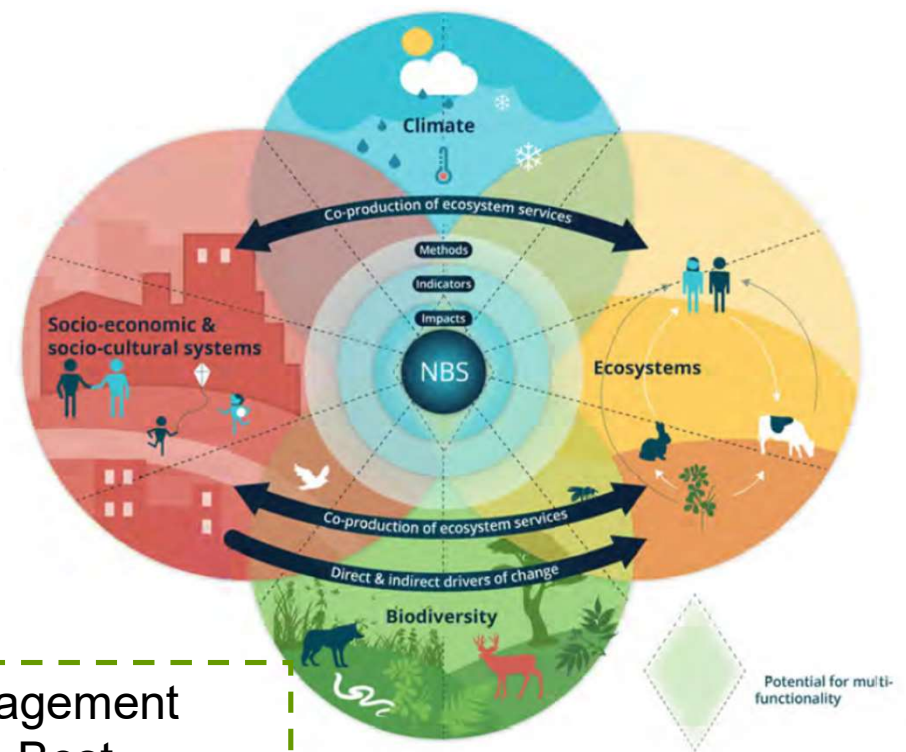 Climate
Co-production of ecosystem services
Methods
Indicators
Impacts
NBS
Socio-economic &
socio-cultural systems
Ecosystems
Co-production of ecosystem services
Direct & indirect drivers of change
Biodiversity
Potential for multi-
functionality
agement